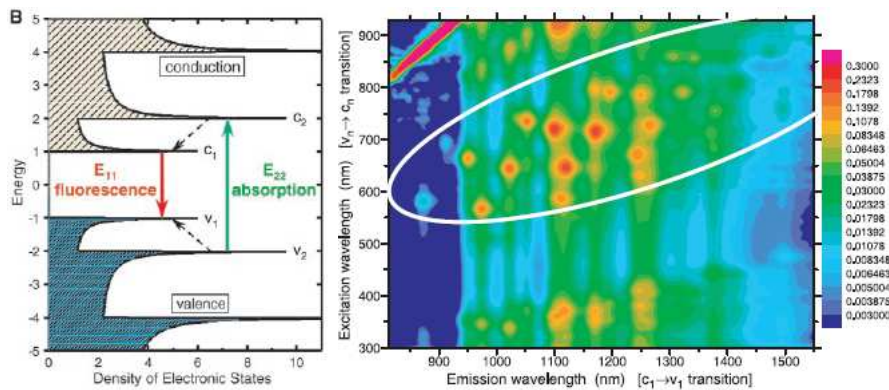 B
5
4
3
2
1
0
-1
-2
-3
-4
-5
Energy
conduction
c₂
c₁
E₁₁
fluorescence
E₂₂
absorption
v₁
v₂
valence
0 2 4 6 8 10
Density of Electronic States
Excitation wavelength (nm) [vₙ→ cₙ transition]
900
800
700
600
500
400
300
900 1000 1100 1200 1300 1400 1500
Emission wavelength (nm) [c₁→v₁ transition]
0.3000
0.2323
0.1798
0.1392
0.1078
0.08348
0.06463
0.05004
0.03875
0.03000
0.02323
0.01798
0.01392
0.01078
0.008348
0.006463
0.005004
0.003875
0.003000